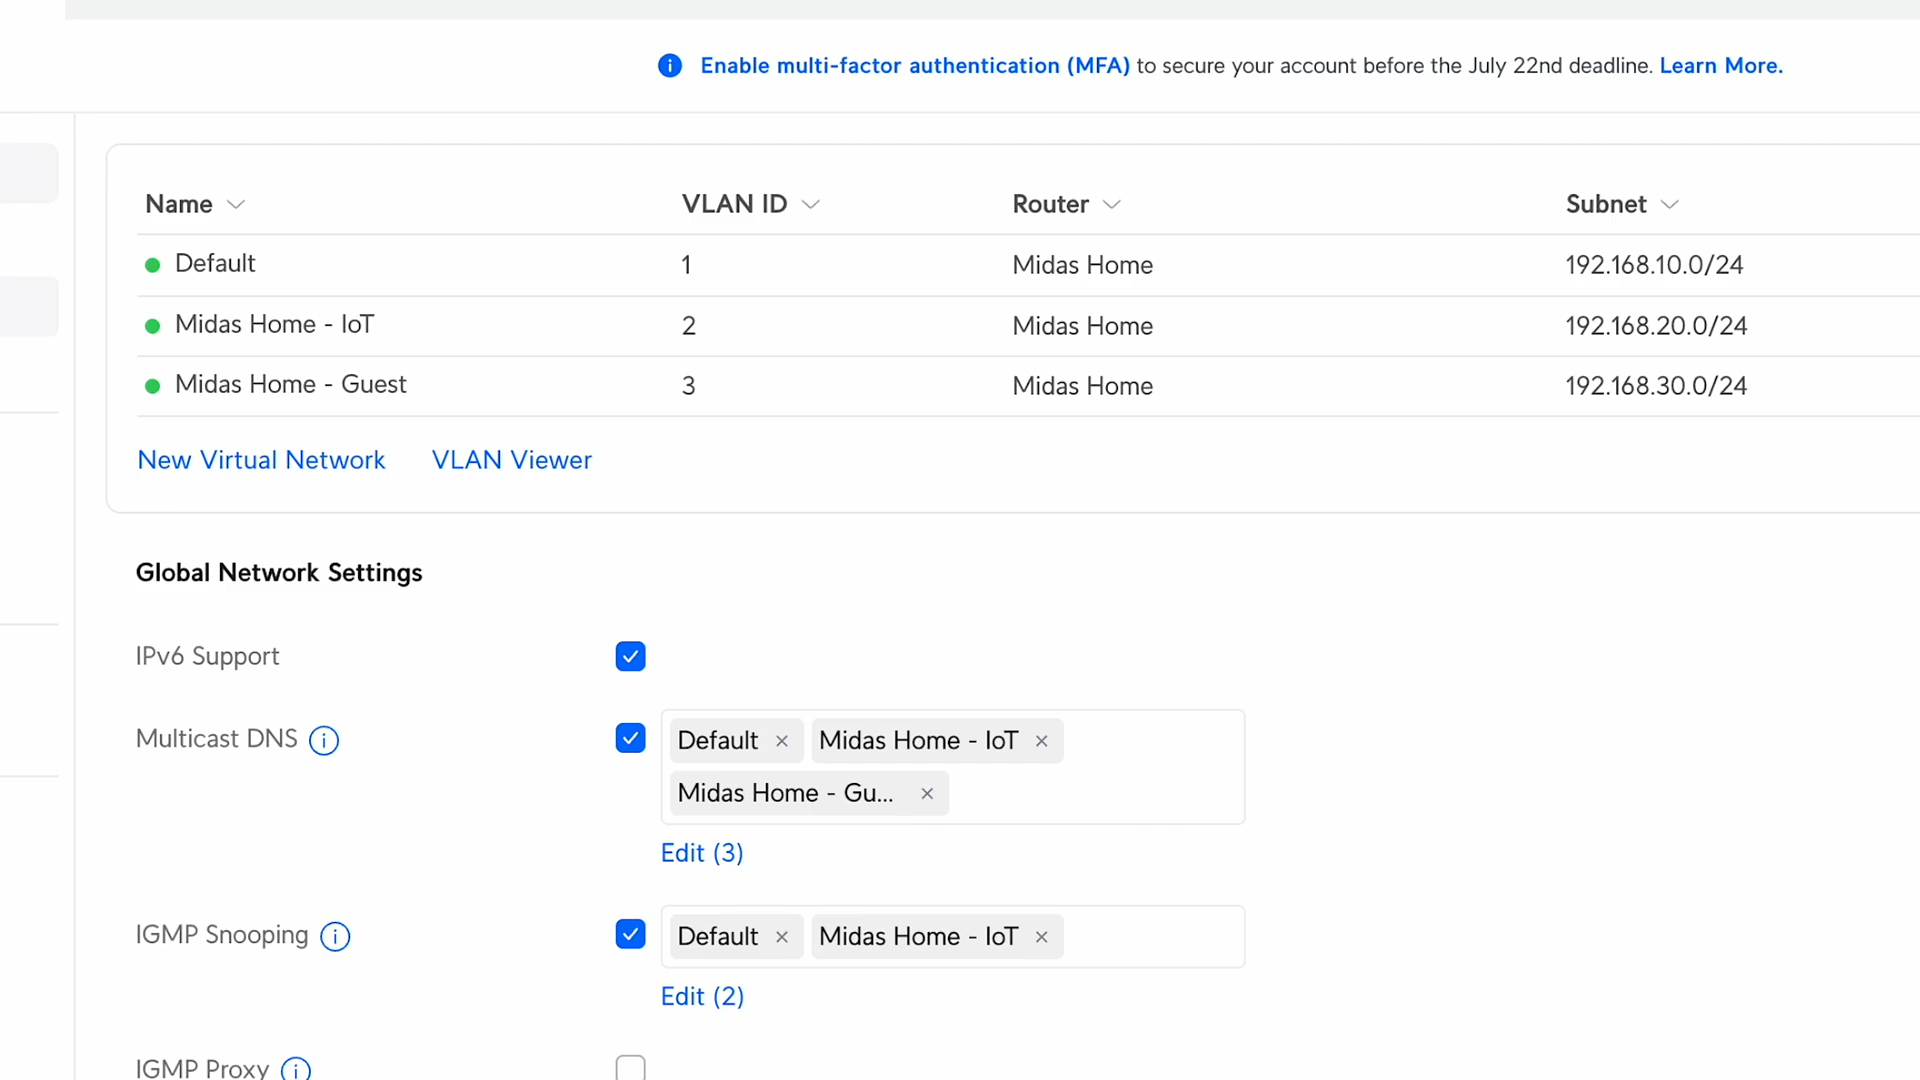 Enable multi-factor authentication (MFA) to secure your account before the July 22nd deadline. Learn More.
Name VLAN ID Router Subnet
Default 1 Midas Home 192.168.10.0/24
Midas Home - IoT 2 Midas Home 192.168.20.0/24
Midas Home - Guest 3 Midas Home 192.168.30.0/24
New Virtual Network VLAN Viewer
Global Network Settings
IPv6 Support
Multicast DNS Default × Midas Home - IoT ×
Midas Home - Gu... ×
Edit (3)
IGMP Snooping Default × Midas Home - IoT ×
Edit (2)
IGMP Proxy